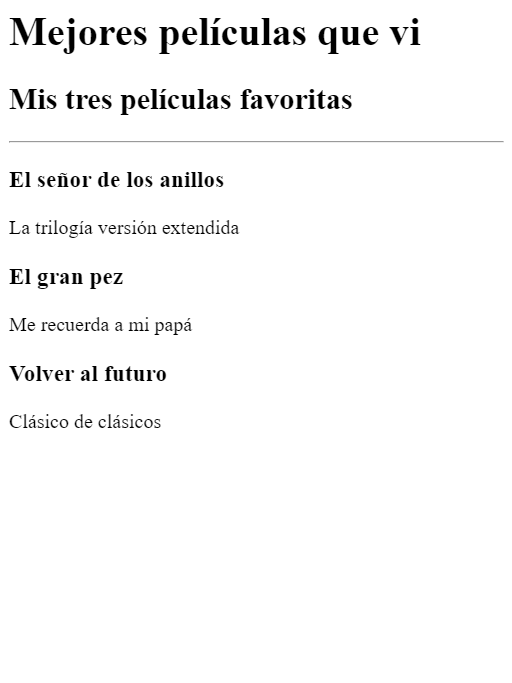 Mejores películas que vi
Mis tres películas favoritas
El señor de los anillos
La trilogía versión extendida
El gran pez
Me recuerda a mi papá
Volver al futuro
Clásico de clásicos